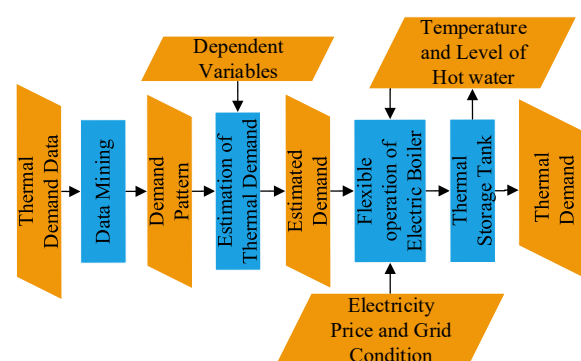 Dependent
Variables
Temperature
and Level of
Hot water
Thermal
Demand Data
Data Mining
Demand
Pattern
Estimation of
Thermal Demand
Estimated
Demand
Flexible
operation of
Electric Boiler
Thermal
Storage Tank
Thermal
Demand
Electricity
Price and Grid
Condition